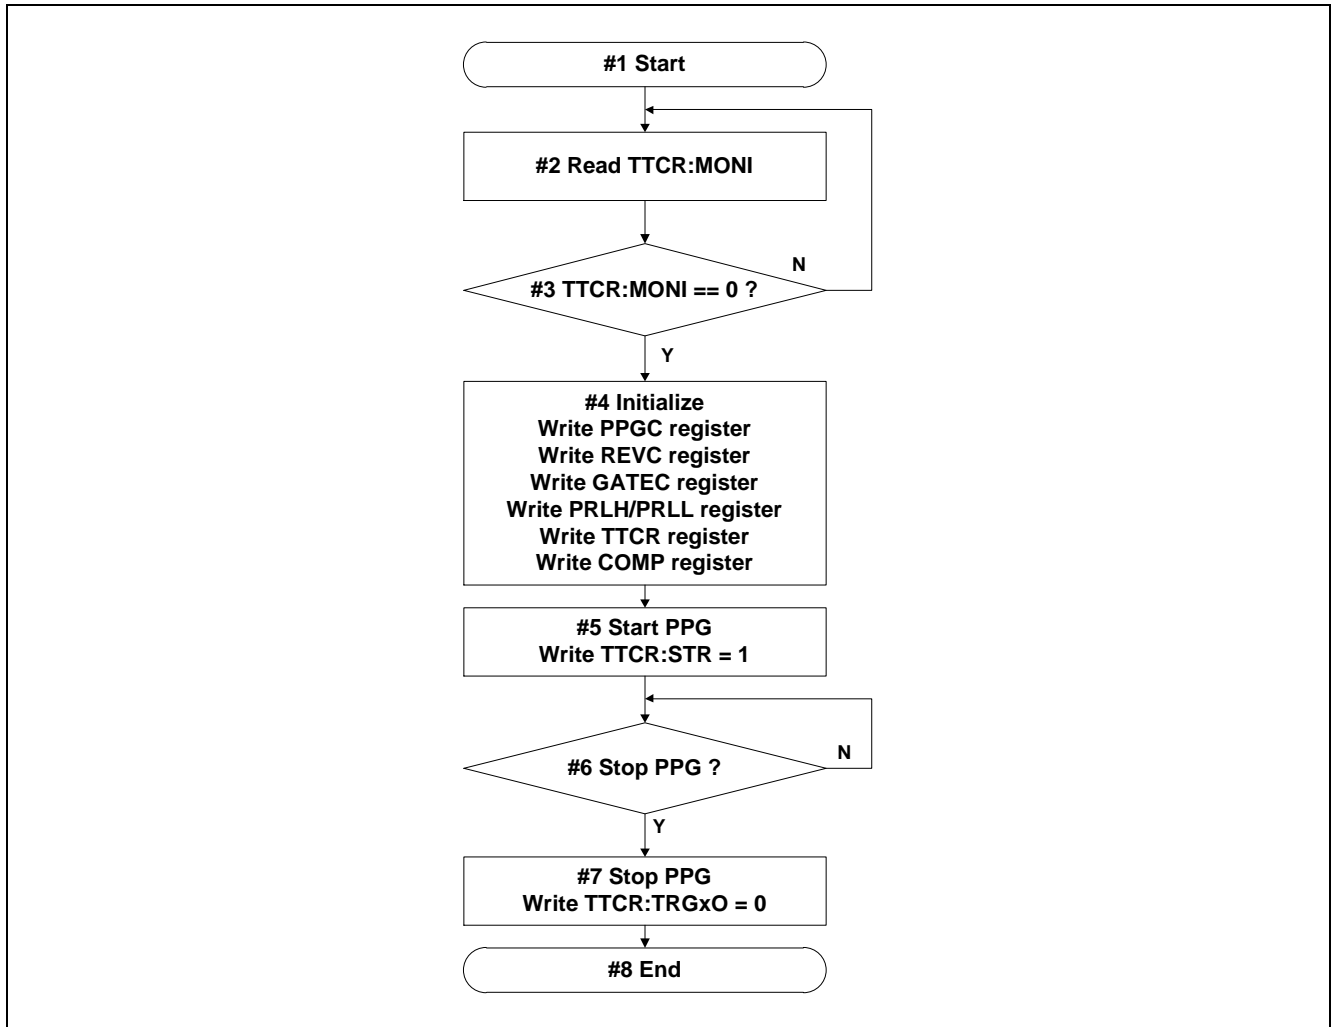 #1 Start
#2 Read TTCR:MONI
N
#3 TTCR:MONI == 0 ?
Y
#4 Initialize
Write PPGC register
Write REVC register
Write GATEC register
Write PRLH/PRLL register
Write TTCR register
Write COMP register
#5 Start PPG
Write TTCR:STR = 1
N
#6 Stop PPG ?
Y
#7 Stop PPG
Write TTCR:TRGxO = 0
#8 End